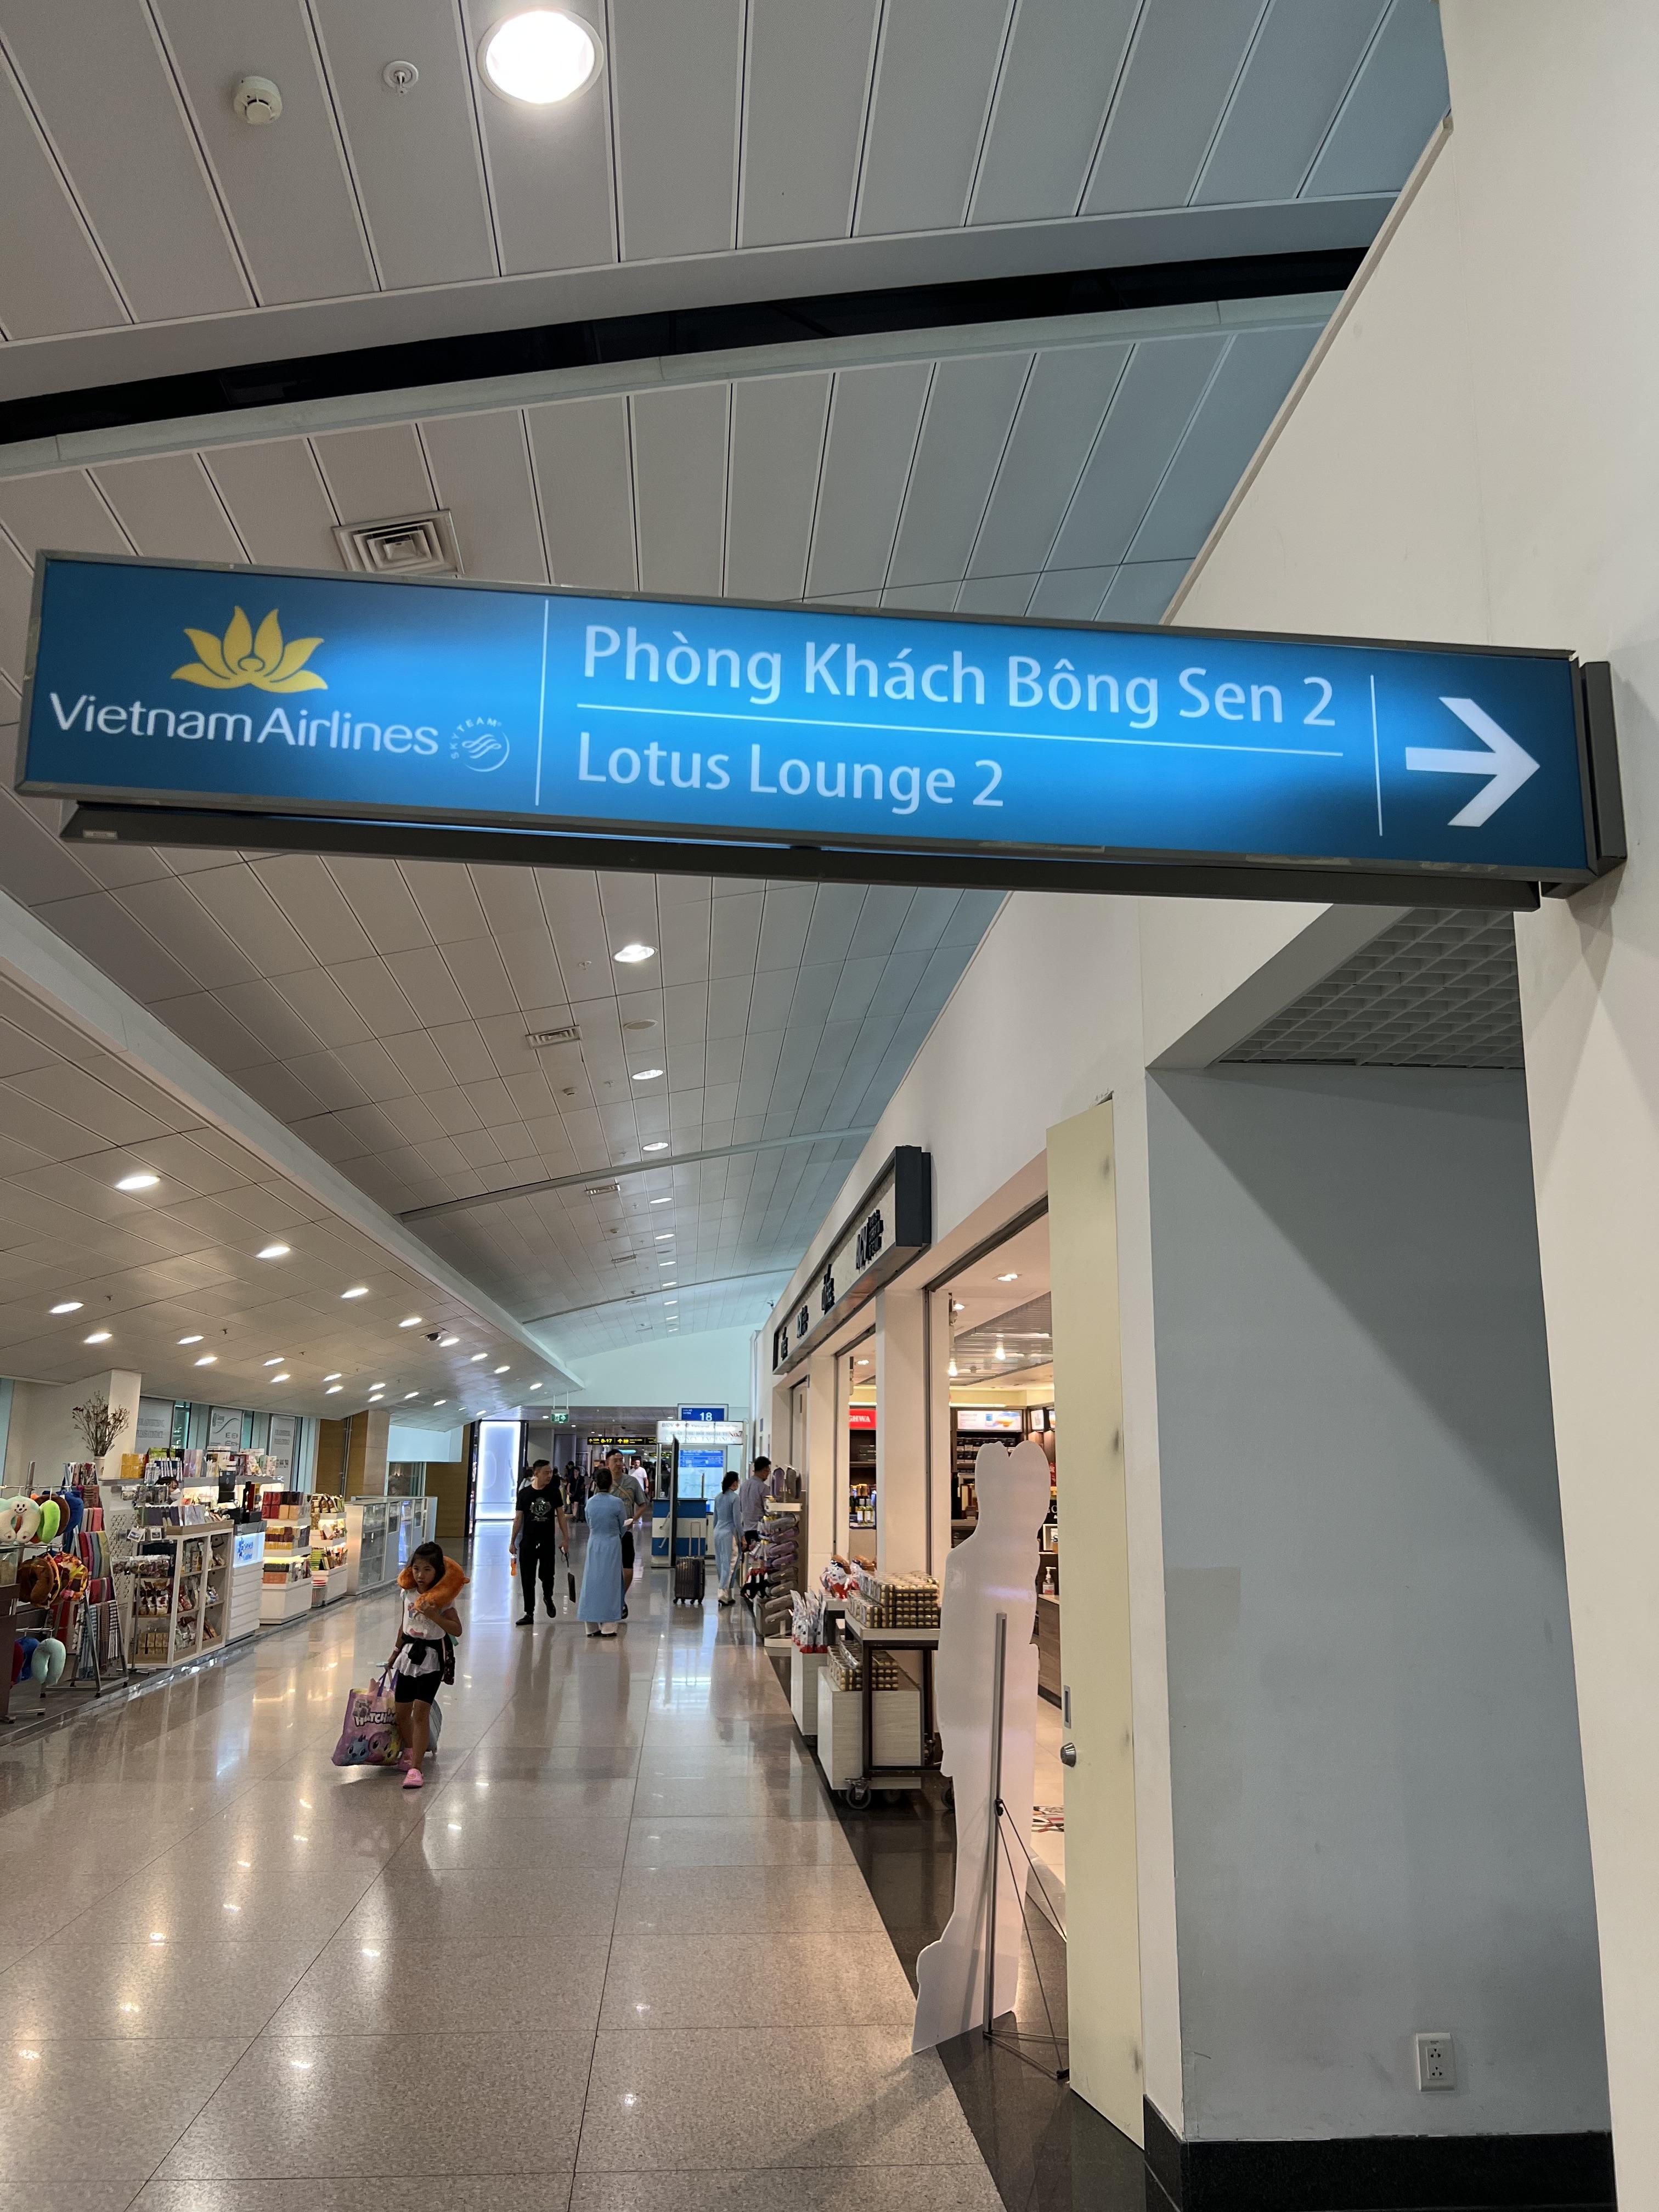 Vietnam Airlines
SKYTEAM
Phòng Khách Bông Sen 2
Lotus Lounge 2
18